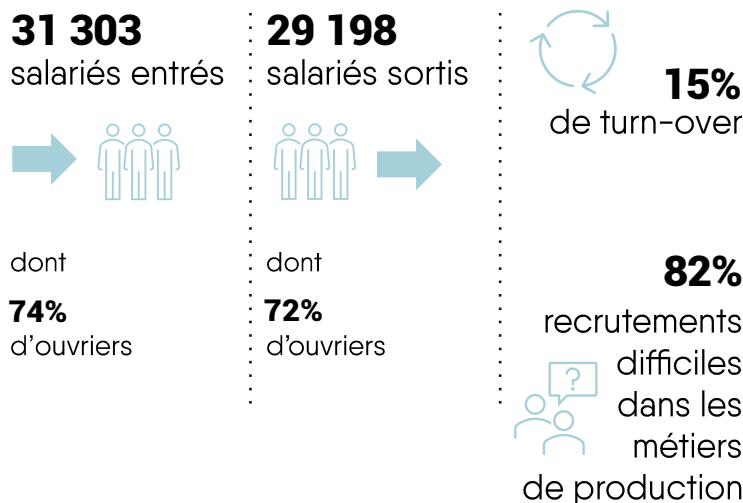 31 303
salariés entrés
dont
74%
d'ouvriers
29 198
salariés sortis
dont
72%
d'ouvriers
15%
de turn-over
82%
recrutements
difficiles
?
dans les
métiers
de production